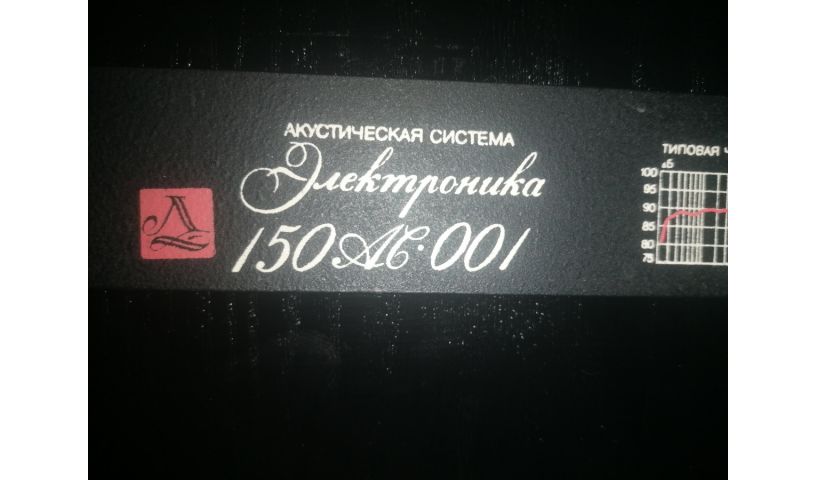 АКУСТИЧЕСКАЯ СИСТЕМА
Электроника
150АС·001
Л
ТИПОВАЯ Ч
дБ
100
95
90
85
80
75